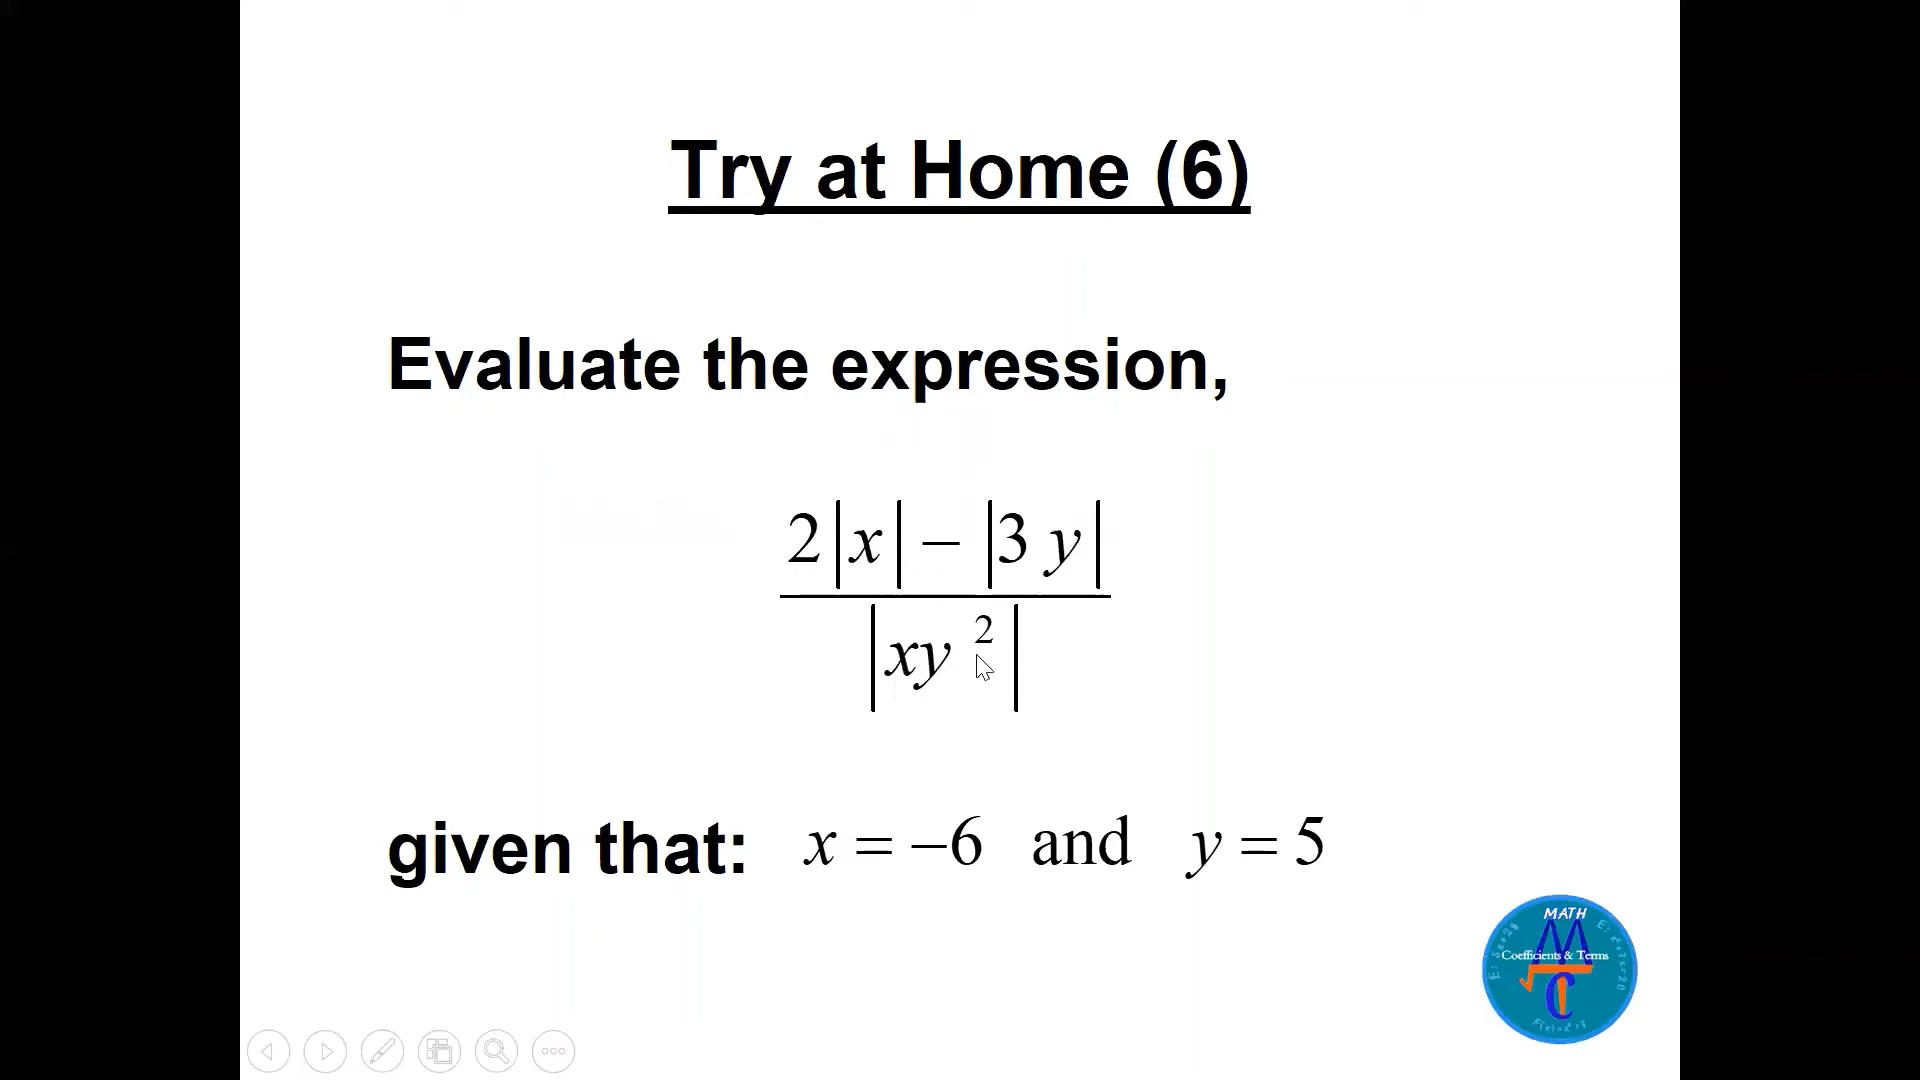 Try at Home (6)
Evaluate the expression,
2|x| − |3y|
|xy²|
given that: x = −6 and y = 5
MATH
Coefficients & Terms